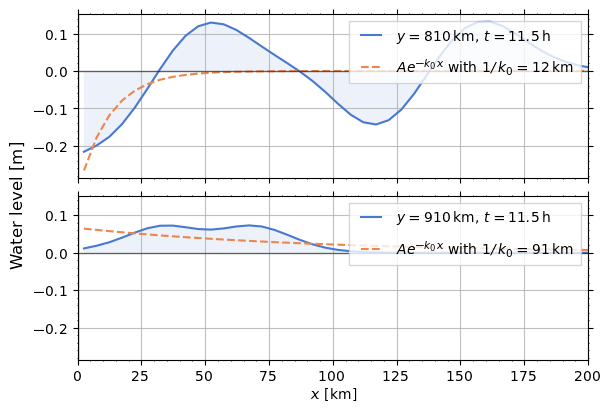 0.1
0.0
−0.1
−0.2
y = 810 km, t = 11.5 h
Ae^{−k₀x} with 1/k₀ = 12 km
Water level [m]
0.1
0.0
−0.1
−0.2
y = 910 km, t = 11.5 h
Ae^{−k₀x} with 1/k₀ = 91 km
0 25 50 75 100 125 150 175 200
x [km]